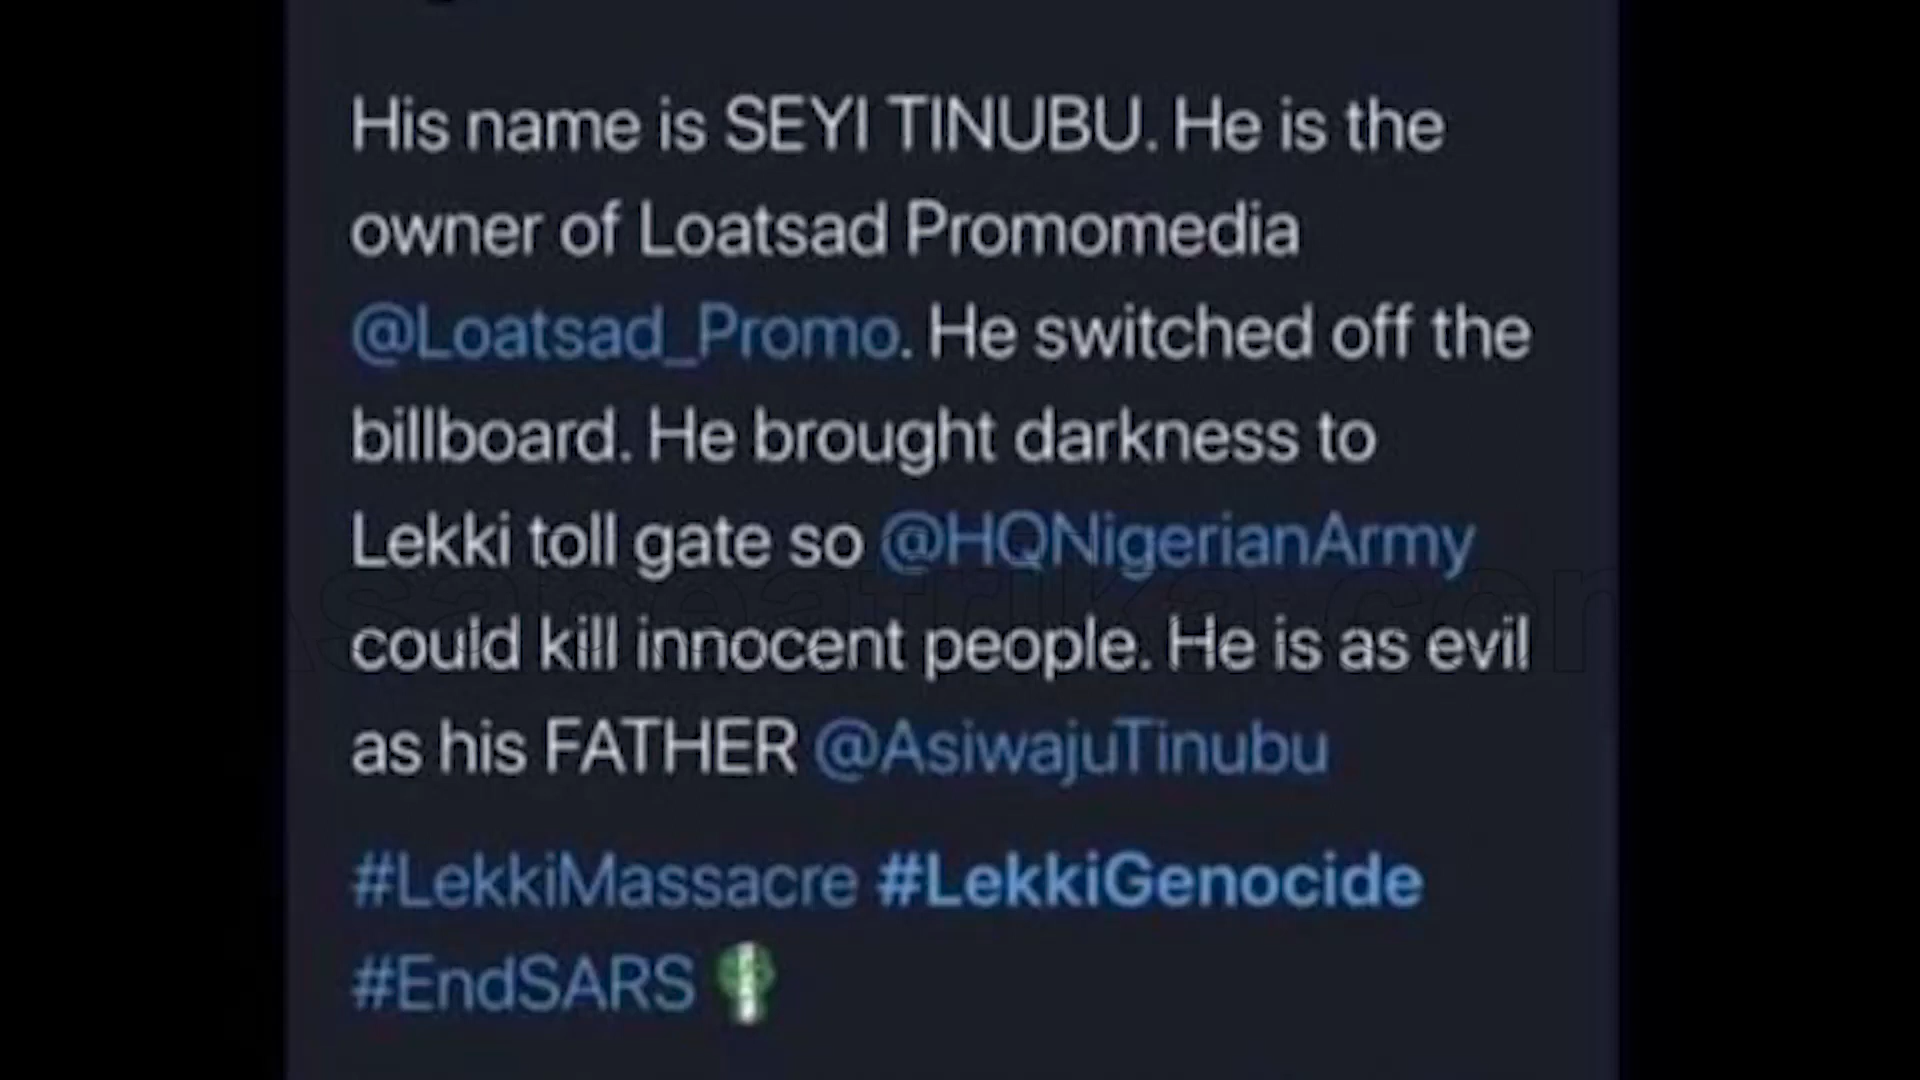 His name is SEYI TINUBU. He is the
owner of Loatsad Promomedia
@Loatsad_Promo. He switched off the
billboard. He brought darkness to
Lekki toll gate so @HQNigerianArmy
could kill innocent people. He is as evil
as his FATHER @AsiwajuTinubu
#LekkiMassacre #LekkiGenocide
#EndSARS